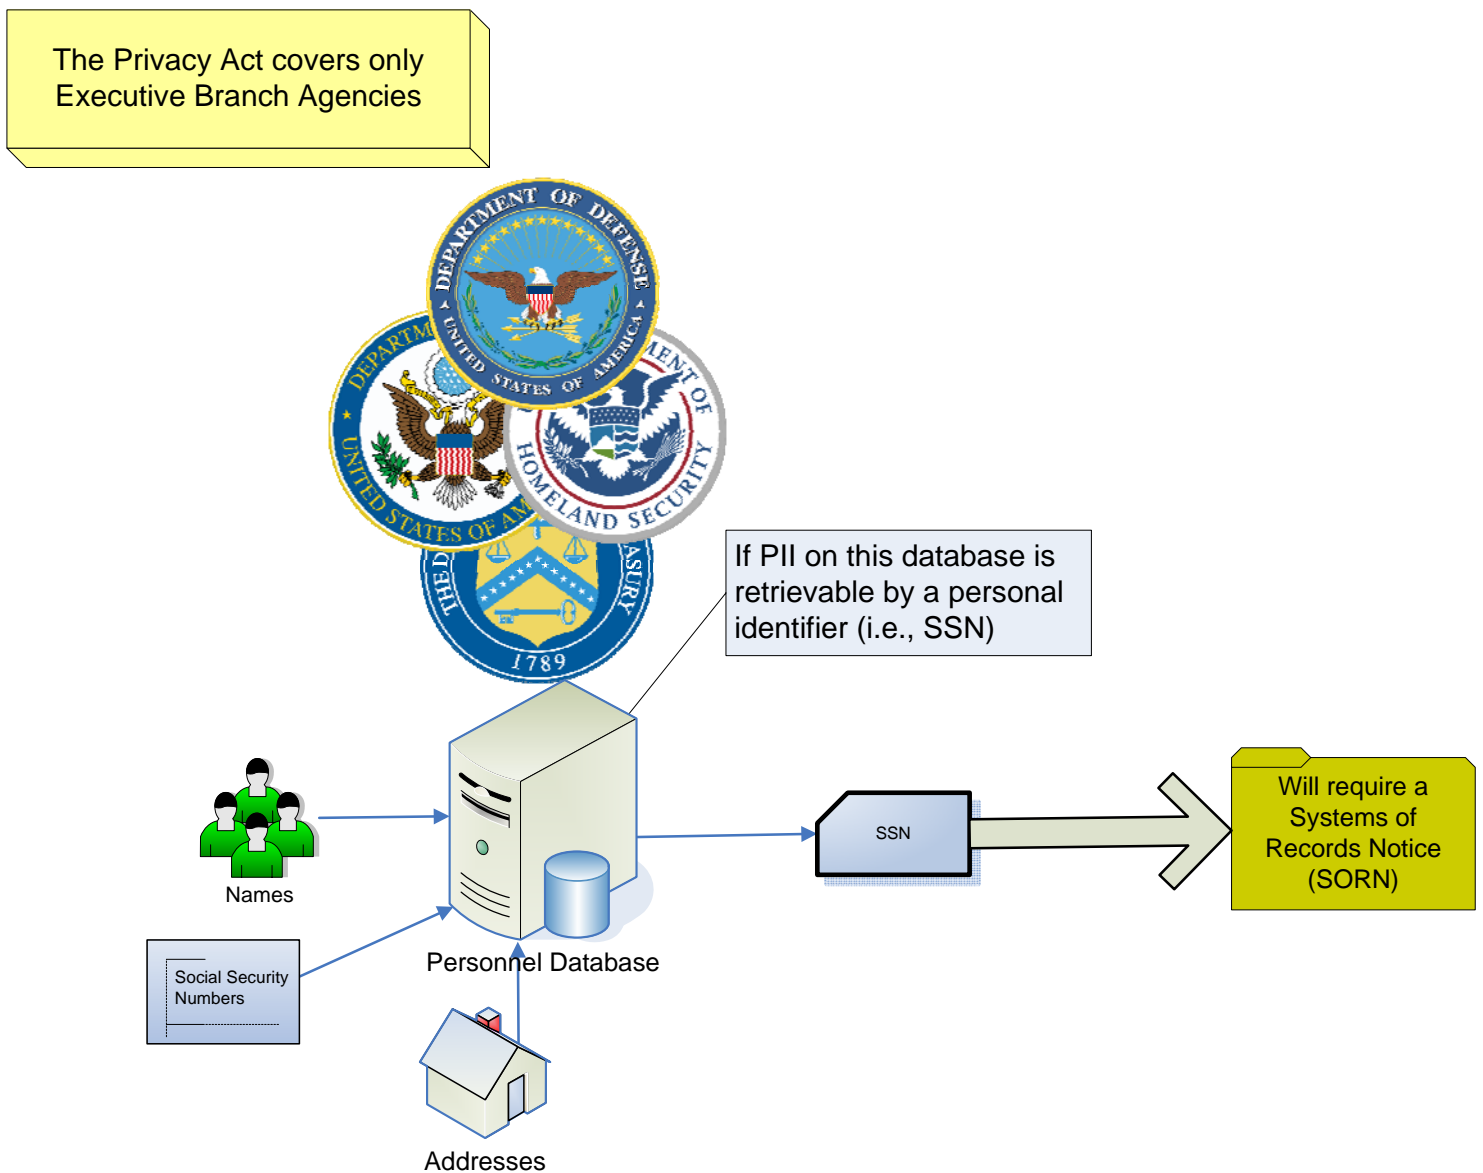 The Privacy Act covers only
Executive Branch Agencies
DEPARTMENT OF DEFENSE
UNITED STATES OF AMERICA
DEPARTM
UNITED STATES OF AM
MENT OF
HOMELAND SECURITY
THE D
ASURY
1789
If PII on this database is
retrievable by a personal
identifier (i.e., SSN)
Names
Social Security
Numbers
Personnel Database
Addresses
SSN
Will require a
Systems of
Records Notice
(SORN)